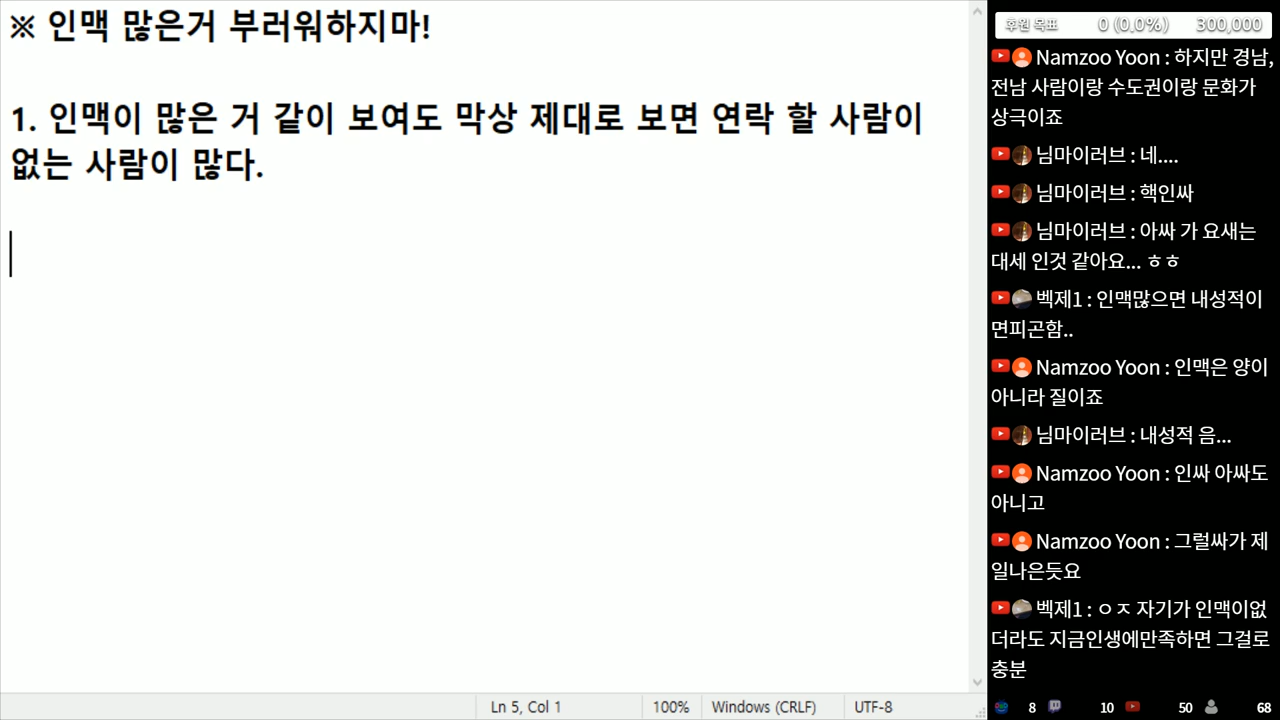 ※ 인맥 많은거 부러워하지마!
1. 인맥이 많은 거 같이 보여도 막상 제대로 보면 연락 할 사람이
없는 사람이 많다.
Ln 5, Col 1
100%
Windows (CRLF)
UTF-8
후원 목표 0 (0.0%) 300,000
Namzoo Yoon : 하지만 경남,
전남 사람이랑 수도권이랑 문화가
상극이죠
님마이러브 : 네....
님마이러브 : 핵인싸
님마이러브 : 아싸 가 요새는
대세 인것 같아요... ㅎㅎ
벡제1 : 인맥많으면 내성적이
면피곤함..
Namzoo Yoon : 인맥은 양이
아니라 질이죠
님마이러브 : 내성적 음...
Namzoo Yoon : 인싸 아싸도
아니고
Namzoo Yoon : 그럴싸가 제
일나은듯요
벡제1 : ㅇㅈ 자기가 인맥이없
더라도 지금인생에만족하면 그걸로
충분
8 10 50 68